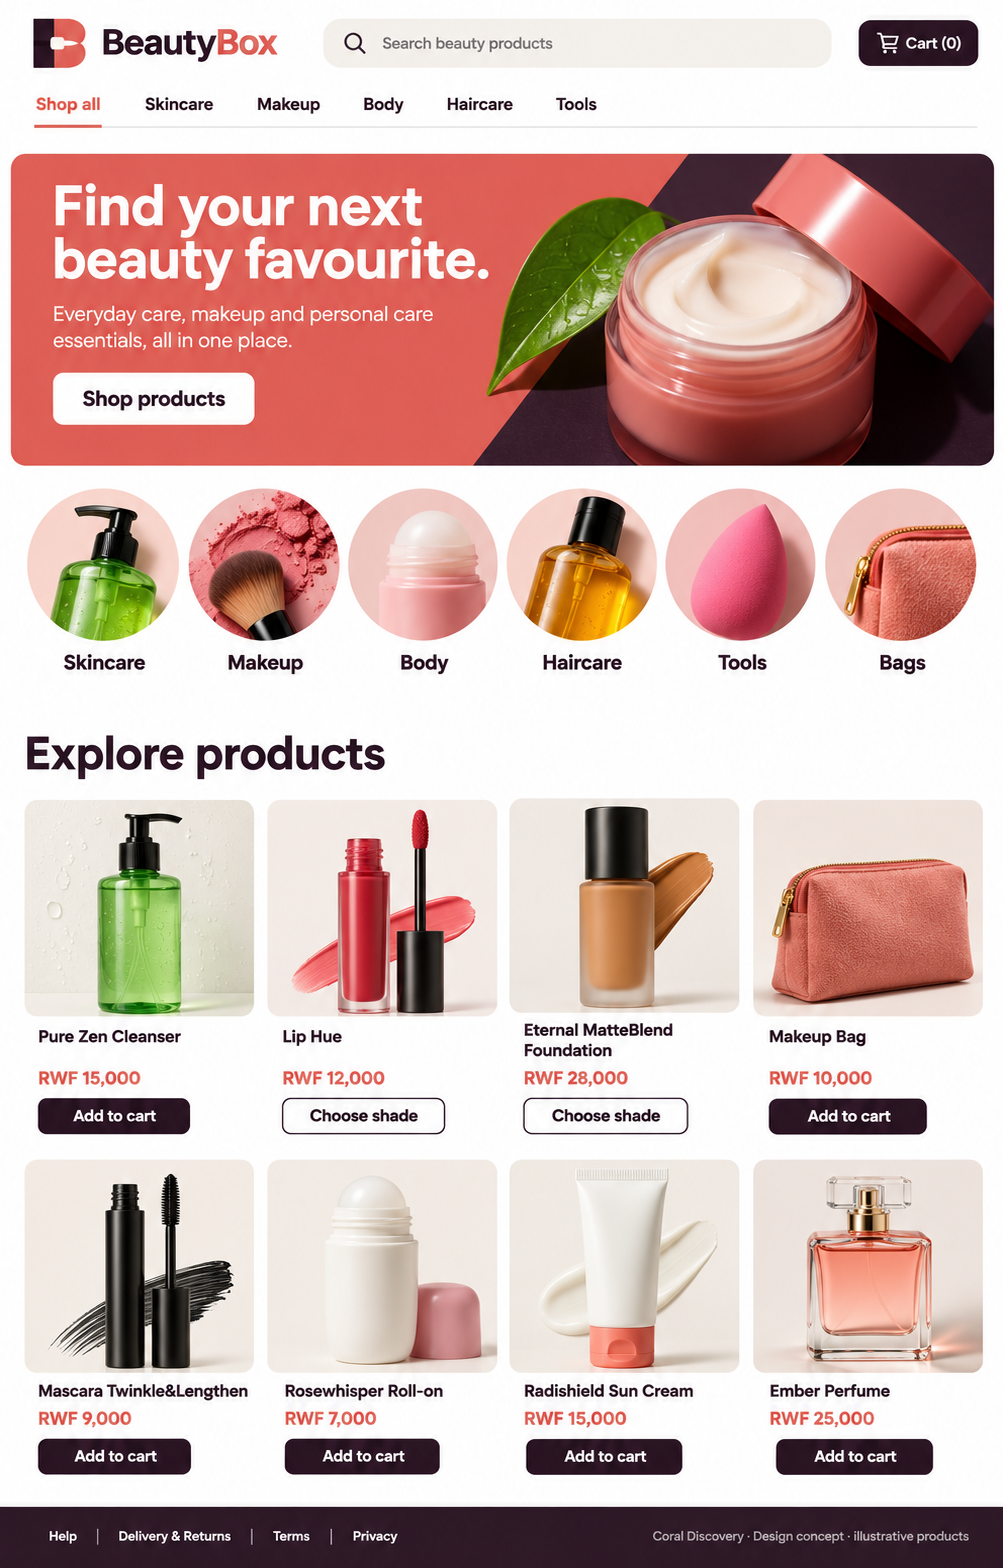 BeautyBox
Search beauty products
Cart (0)
Shop all
Skincare
Makeup
Body
Haircare
Tools
Find your next
beauty favourite.
Everyday care, makeup and personal care
essentials, all in one place.
Shop products
Skincare
Makeup
Body
Haircare
Tools
Bags
Explore products
Pure Zen Cleanser
RWF 15,000
Add to cart
Lip Hue
RWF 12,000
Choose shade
Eternal MatteBlend
Foundation
RWF 28,000
Choose shade
Makeup Bag
RWF 10,000
Add to cart
Mascara Twinkle&Lengthen
RWF 9,000
Add to cart
Rosewhisper Roll-on
RWF 7,000
Add to cart
Radishield Sun Cream
RWF 15,000
Add to cart
Ember Perfume
RWF 25,000
Add to cart
Help
Delivery & Returns
Terms
Privacy
Coral Discovery · Design concept · illustrative products